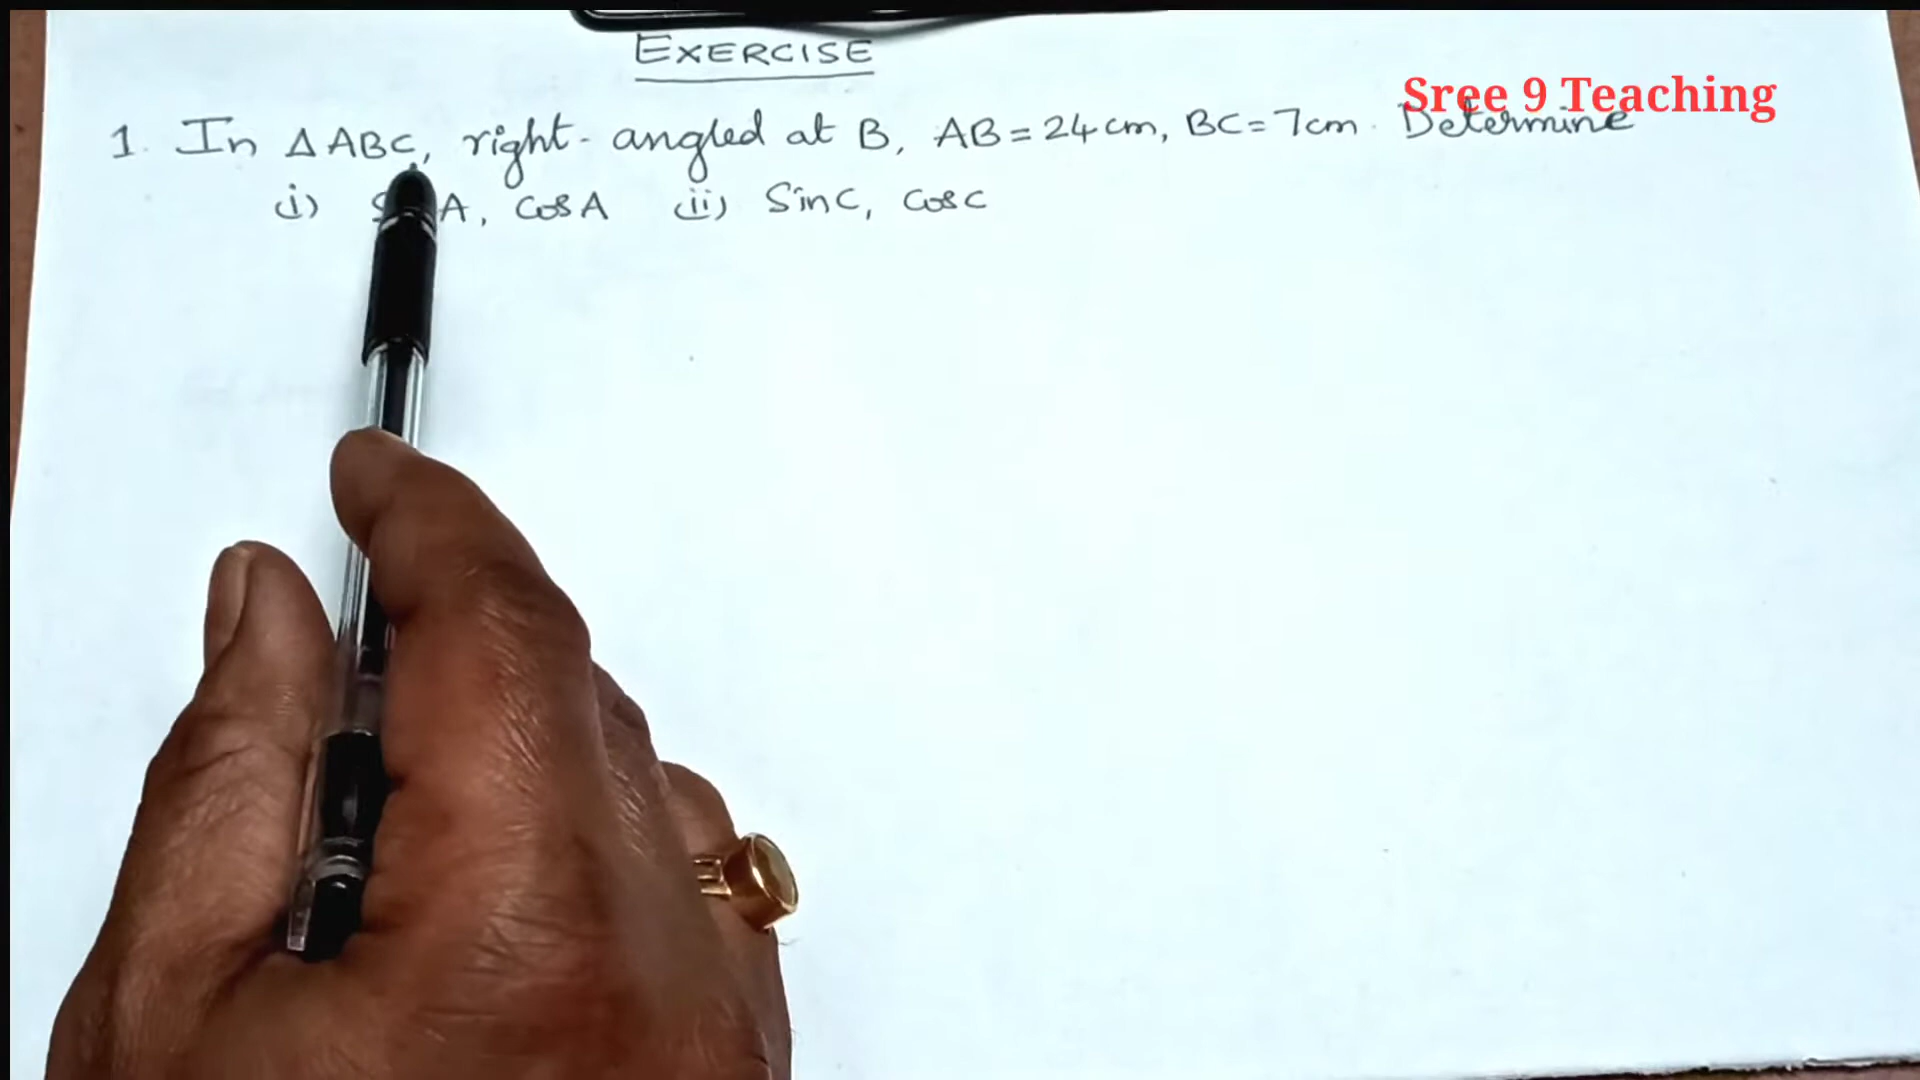 EXERCISE
Sree 9 Teaching
1. In △ABC, right-angled at B, AB = 24 cm, BC = 7 cm. Determine
(i) A, cos A (ii) Sin C, cos C